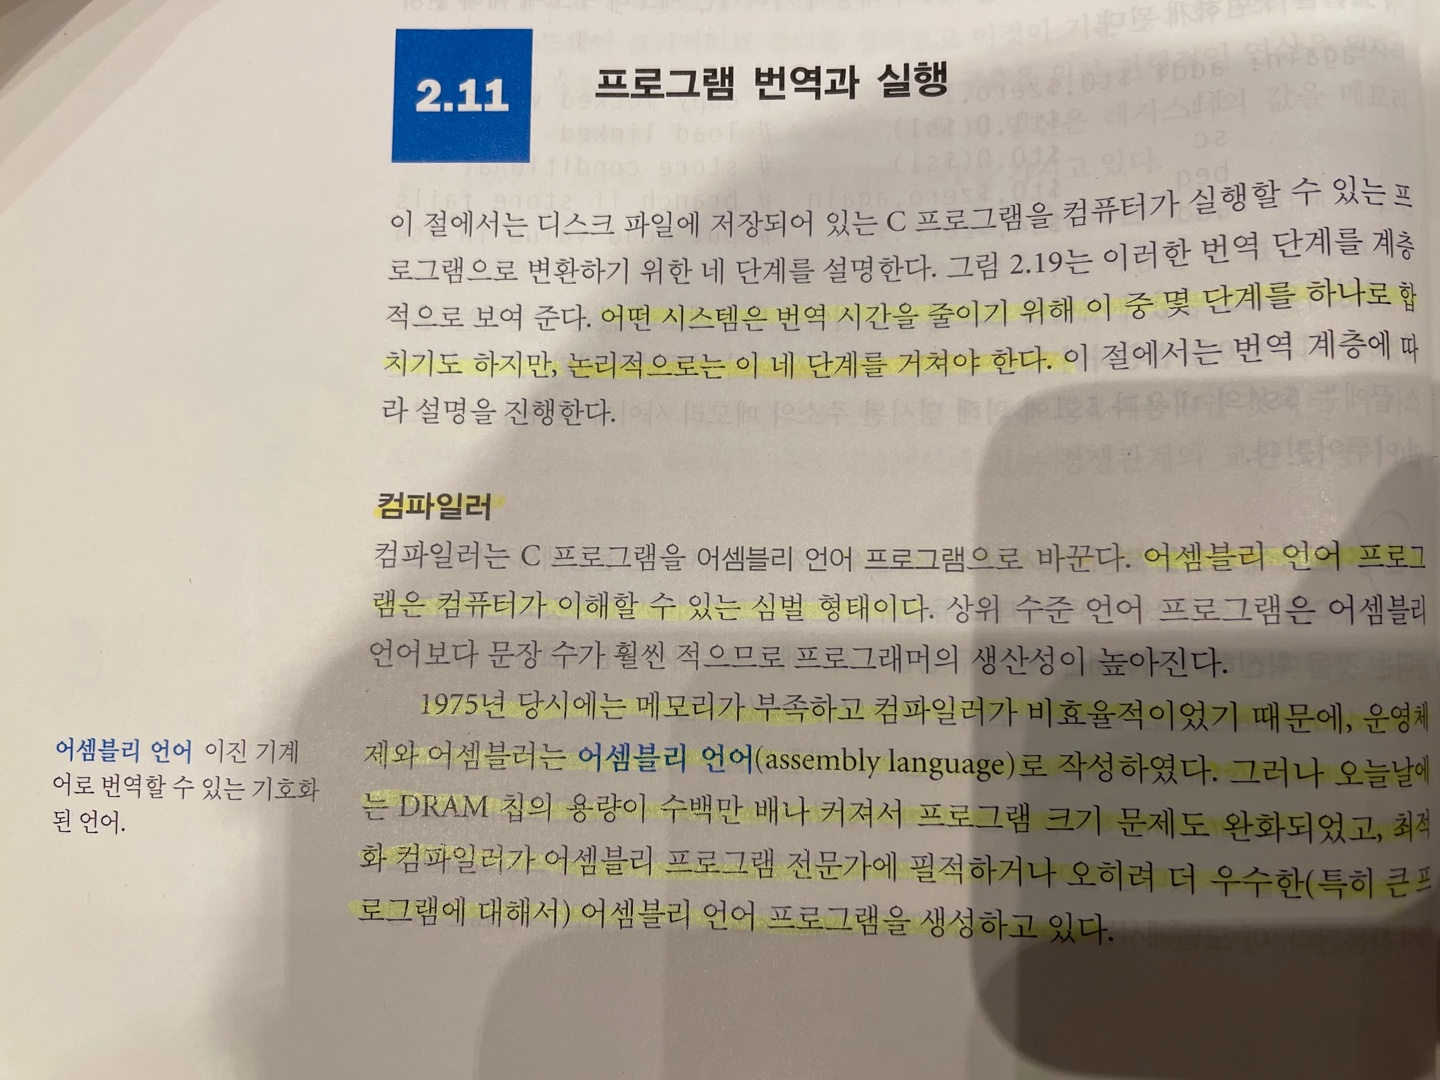 2.11 프로그램 번역과 실행
이 절에서는 디스크 파일에 저장되어 있는 C 프로그램을 컴퓨터가 실행할 수 있는 프
로그램으로 변환하기 위한 네 단계를 설명한다. 그림 2.19는 이러한 번역 단계를 계층
적으로 보여 준다. 어떤 시스템은 번역 시간을 줄이기 위해 이 중 몇 단계를 하나로 합
치기도 하지만, 논리적으로는 이 네 단계를 거쳐야 한다. 이 절에서는 번역 계층에 따
라 설명을 진행한다.
컴파일러
컴파일러는 C 프로그램을 어셈블리 언어 프로그램으로 바꾼다. 어셈블리 언어 프로그
램은 컴퓨터가 이해할 수 있는 심벌 형태이다. 상위 수준 언어 프로그램은 어셈블리
언어보다 문장 수가 훨씬 적으므로 프로그래머의 생산성이 높아진다.
1975년 당시에는 메모리가 부족하고 컴파일러가 비효율적이었기 때문에, 운영체
제와 어셈블러는 어셈블리 언어(assembly language)로 작성하였다. 그러나 오늘날에
는 DRAM 칩의 용량이 수백만 배나 커져서 프로그램 크기 문제도 완화되었고, 최적
화 컴파일러가 어셈블리 프로그램 전문가에 필적하거나 오히려 더 우수한(특히 큰 프
로그램에 대해서) 어셈블리 언어 프로그램을 생성하고 있다.
어셈블리 언어 이진 기계
어로 번역할 수 있는 기호화
된 언어.